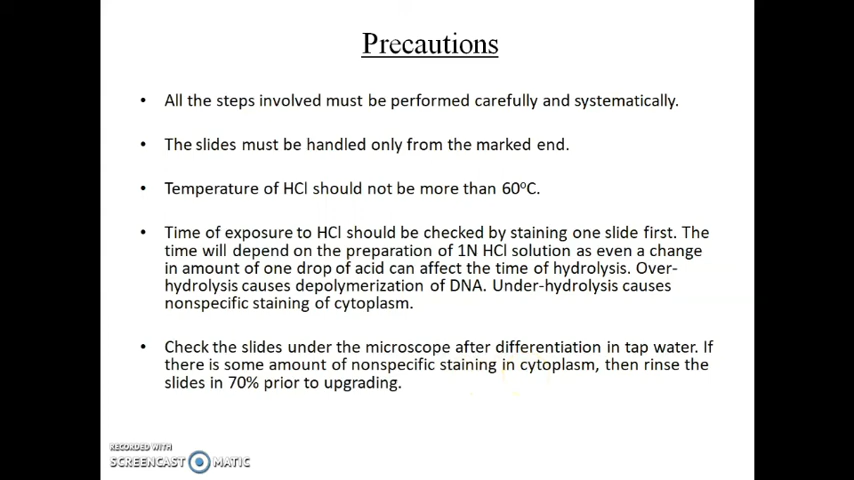 Precautions
• All the steps involved must be performed carefully and systematically.
• The slides must be handled only from the marked end.
• Temperature of HCl should not be more than 60°C.
• Time of exposure to HCl should be checked by staining one slide first. The
time will depend on the preparation of 1N HCl solution as even a change
in amount of one drop of acid can affect the time of hydrolysis. Over-
hydrolysis causes depolymerization of DNA. Under-hydrolysis causes
nonspecific staining of cytoplasm.
• Check the slides under the microscope after differentiation in tap water. If
there is some amount of nonspecific staining in cytoplasm, then rinse the
slides in 70% prior to upgrading.
RECORDED WITH
SCREENCAST MATIC